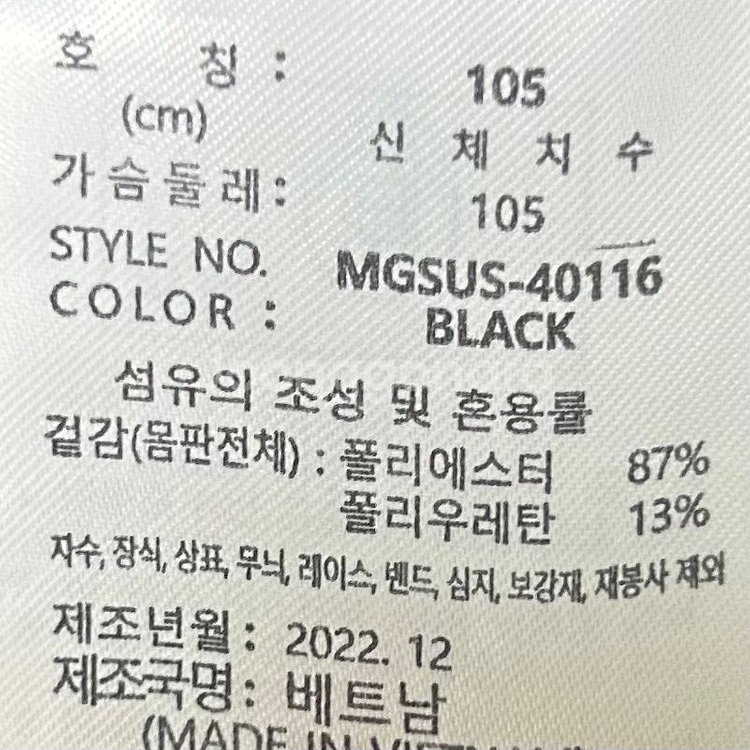 호 칭 : 105
(cm) 신 체 치 수
가슴둘레: 105
STYLE NO. MGSUS-40116
COLOR : BLACK
섬유의 조성 및 혼용률
겉감(몸판전체) : 폴리에스터 87%
폴리우레탄 13%
자수, 장식, 상표, 무늬, 레이스, 밴드, 심지, 보강재, 재봉사 제외
제조년월: 2022. 12
제조국명: 베트남
(MADE IN